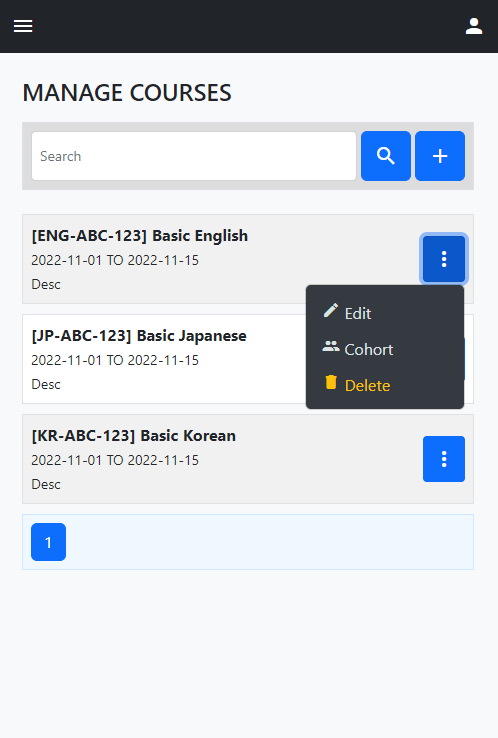 MANAGE COURSES
Search
[ENG-ABC-123] Basic English
2022-11-01 TO 2022-11-15
Desc
Edit
Cohort
Delete
[JP-ABC-123] Basic Japanese
2022-11-01 TO 2022-11-15
Desc
[KR-ABC-123] Basic Korean
2022-11-01 TO 2022-11-15
Desc
1